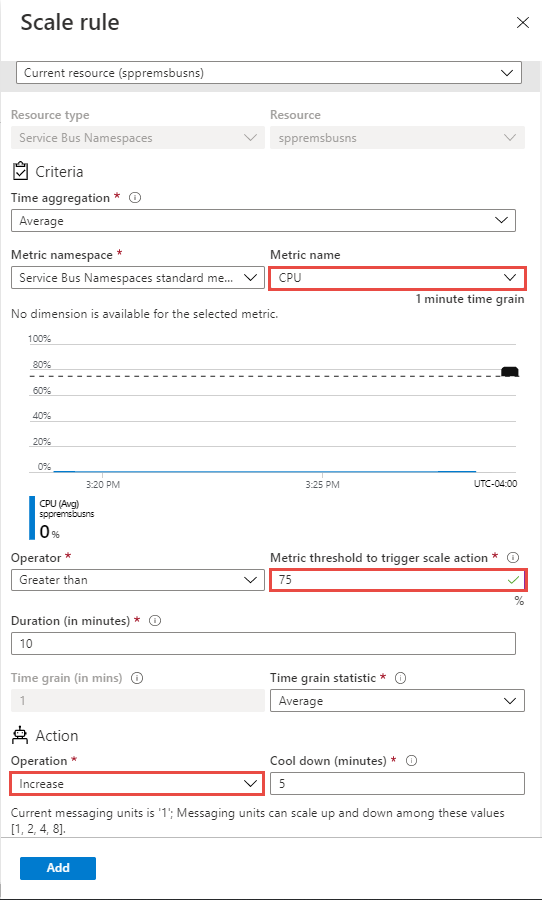 Scale rule
Current resource (sppremsbusns)
Resource type
Resource
Service Bus Namespaces
sppremsbusns
Criteria
Time aggregation *
Average
Metric namespace *
Metric name
Service Bus Namespaces standard me...
CPU
1 minute time grain
No dimension is available for the selected metric.
100%
80%
60%
40%
20%
0%
3:20 PM
3:25 PM
UTC-04:00
CPU (Avg)
sppremsbusns
0 %
Operator *
Metric threshold to trigger scale action *
Greater than
75
%
Duration (in minutes) *
10
Time grain (in mins)
Time grain statistic *
1
Average
Action
Operation *
Cool down (minutes) *
Increase
5
Current messaging units is '1'; Messaging units can scale up and down among these values
[1, 2, 4, 8].
Add